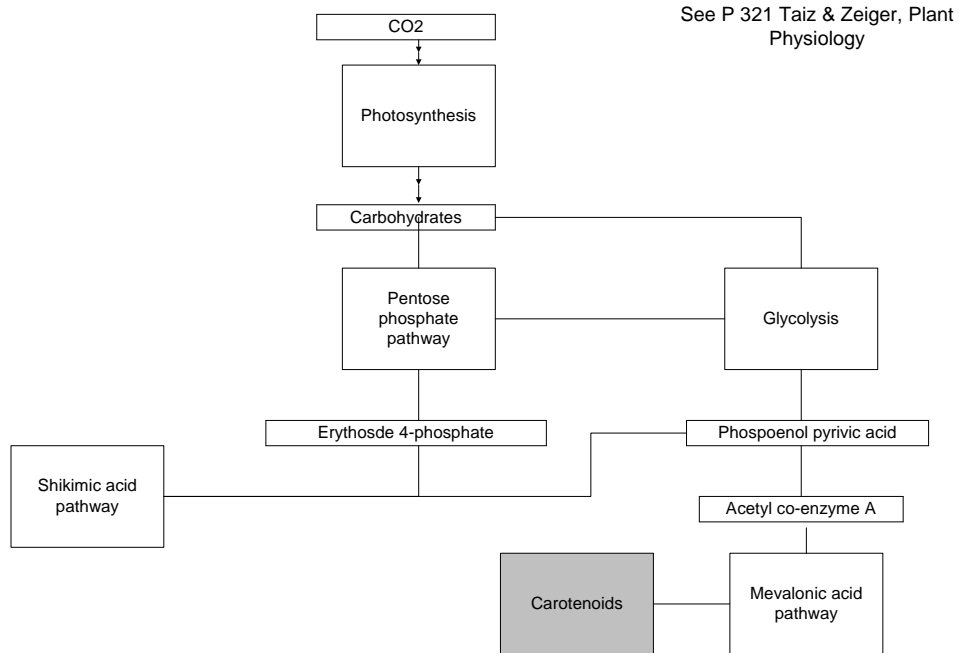 See P 321 Taiz & Zeiger, Plant
Physiology
CO2
Photosynthesis
Carbohydrates
Pentose
phosphate
pathway
Glycolysis
Erythosde 4-phosphate
Phospoenol pyrivic acid
Shikimic acid
pathway
Acetyl co-enzyme A
Carotenoids
Mevalonic acid
pathway